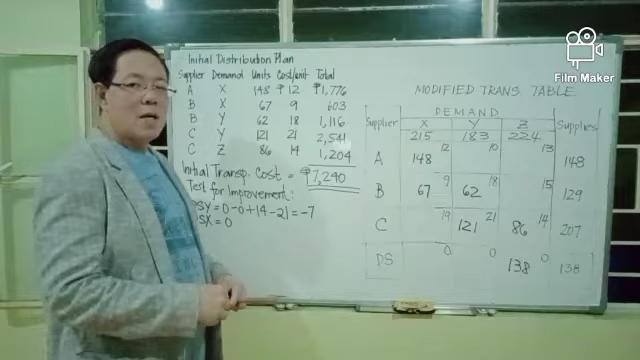 Initial Distribution Plan
Supplier Demand Units Cost/unit Total
A X 148 ₱12 ₱1,776
B X 67 9 603
B Y 62 18 1,116
C Y 121 21 2,541
C Z 86 14 1,204
Initial Transp. Cost = ₱7,240
Test for Improvement:
DSY = 0-0+14-21 = -7
DSX = 0
MODIFIED TRANS. TABLE
Supplier DEMAND Supplies
X Y Z
215 183 224
A 148 12 10 13 148
B 67 9 62 18 15 129
C 19 121 21 86 14 207
DS 0 0 138 0 138
Film Maker